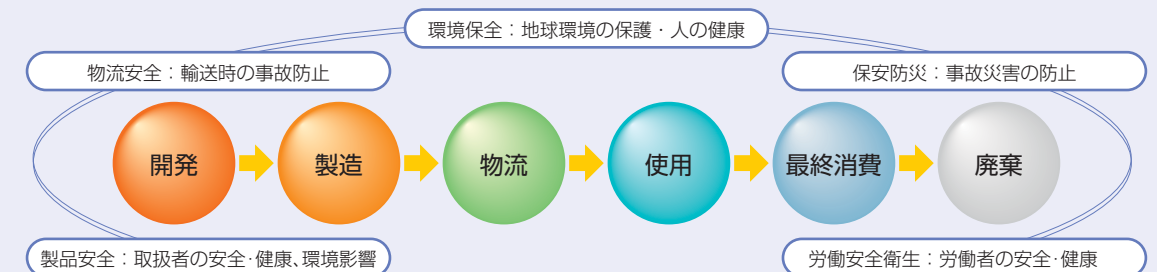 環境保全：地球環境の保護・人の健康
物流安全：輸送時の事故防止
保安防災：事故災害の防止
開発
製造
物流
使用
最終消費
廃棄
製品安全：取扱者の安全・健康、環境影響
労働安全衛生：労働者の安全・健康